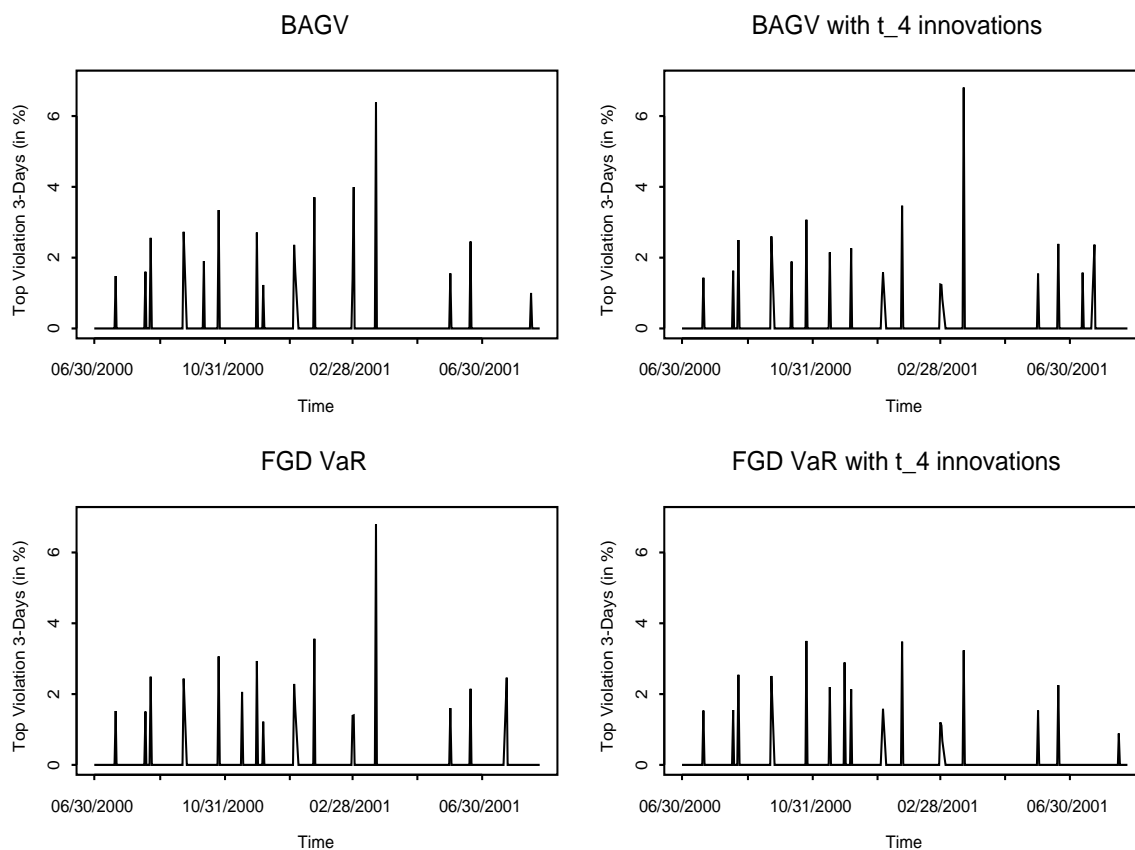 BAGV
BAGV with t_4 innovations
Top Violation 3-Days (in %)
0 2 4 6
06/30/2000 10/31/2000 02/28/2001 06/30/2001
Time
Top Violation 3-Days (in %)
0 2 4 6
06/30/2000 10/31/2000 02/28/2001 06/30/2001
Time
FGD VaR
FGD VaR with t_4 innovations
Top Violation 3-Days (in %)
0 2 4 6
06/30/2000 10/31/2000 02/28/2001 06/30/2001
Time
Top Violation 3-Days (in %)
0 2 4 6
06/30/2000 10/31/2000 02/28/2001 06/30/2001
Time